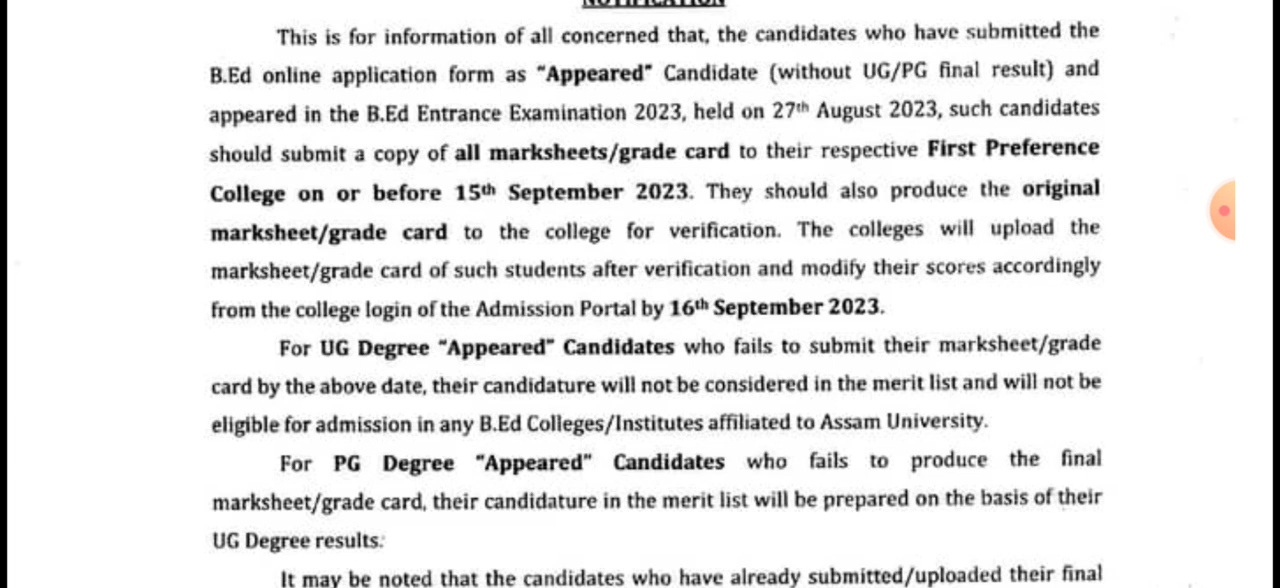 NOTIFICATION
This is for information of all concerned that, the candidates who have submitted the
B.Ed online application form as "Appeared" Candidate (without UG/PG final result) and
appeared in the B.Ed Entrance Examination 2023, held on 27th August 2023, such candidates
should submit a copy of all marksheets/grade card to their respective First Preference
College on or before 15th September 2023. They should also produce the original
marksheet/grade card to the college for verification. The colleges will upload the
marksheet/grade card of such students after verification and modify their scores accordingly
from the college login of the Admission Portal by 16th September 2023.
For UG Degree "Appeared" Candidates who fails to submit their marksheet/grade
card by the above date, their candidature will not be considered in the merit list and will not be
eligible for admission in any B.Ed Colleges/Institutes affiliated to Assam University.
For PG Degree "Appeared" Candidates who fails to produce the final
marksheet/grade card, their candidature in the merit list will be prepared on the basis of their
UG Degree results.
It may be noted that the candidates who have already submitted/uploaded their final